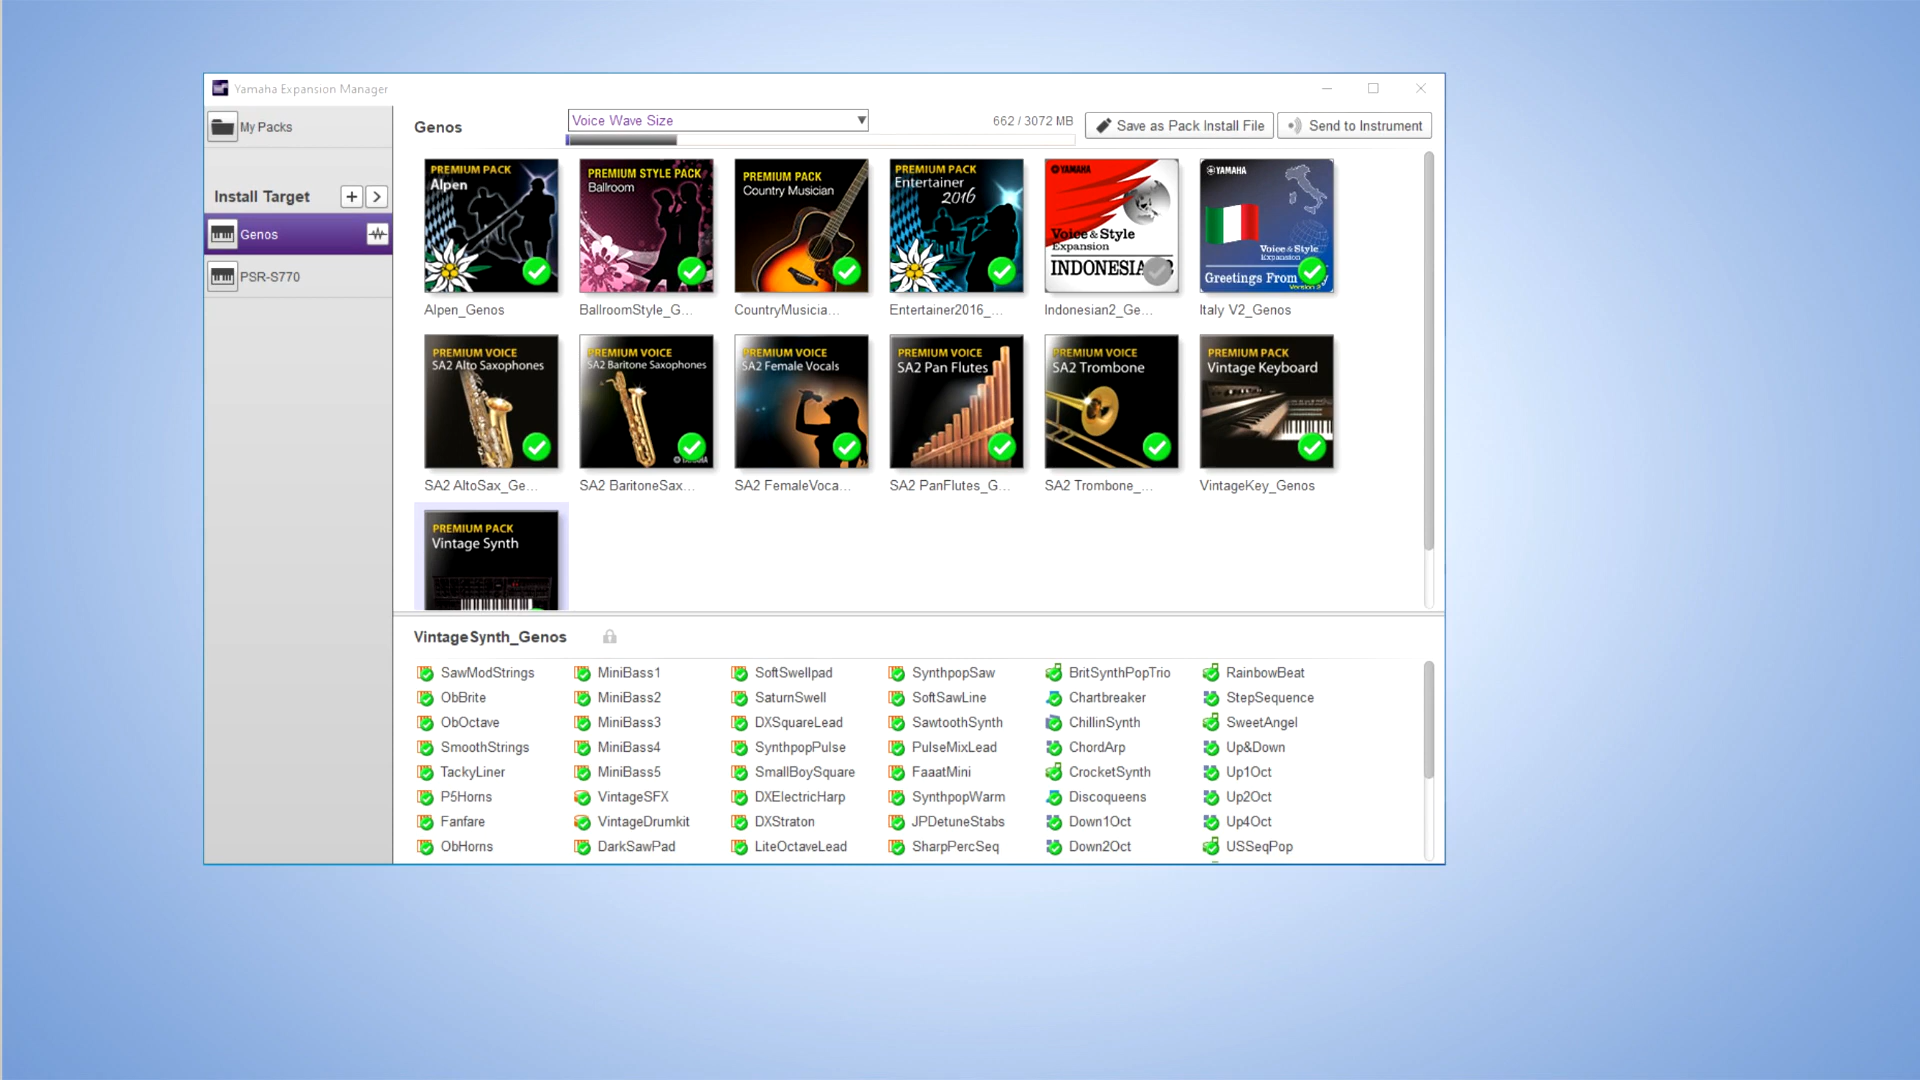 Yamaha Expansion Manager
My Packs
Install Target
Genos
PSR-S770
Genos
Voice Wave Size
662 / 3072 MB
Save as Pack Install File
Send to Instrument
PREMIUM PACK
Alpen
Alpen_Genos
PREMIUM STYLE PACK
Ballroom
BallroomStyle_G...
PREMIUM PACK
Country Musician
CountryMusicia...
PREMIUM PACK
Entertainer
2016
Entertainer2016_...
YAMAHA
Voice & Style
Expansion
INDONESIA 2
Indonesian2_Ge...
YAMAHA
Voice & Style
Expansion
Greetings From
Italy V2_Genos
PREMIUM VOICE
SA2 Alto Saxophones
SA2 AltoSax_Ge...
PREMIUM VOICE
SA2 Baritone Saxophones
SA2 BaritoneSax...
PREMIUM VOICE
SA2 Female Vocals
SA2 FemaleVoca...
PREMIUM VOICE
SA2 Pan Flutes
SA2 PanFlutes_G...
PREMIUM VOICE
SA2 Trombone
SA2 Trombone_...
PREMIUM PACK
Vintage Keyboard
VintageKey_Genos
PREMIUM PACK
Vintage Synth
VintageSynth_Genos
SawModStrings
ObBrite
ObOctave
SmoothStrings
TackyLiner
P5Horns
Fanfare
ObHorns
MiniBass1
MiniBass2
MiniBass3
MiniBass4
MiniBass5
VintageSFX
VintageDrumkit
DarkSawPad
SoftSwellpad
SaturnSwell
DXSquareLead
SynthpopPulse
SmallBoySquare
DXElectricHarp
DXStraton
LiteOctaveLead
SynthpopSaw
SoftSawLine
SawtoothSynth
PulseMixLead
FaaatMini
SynthpopWarm
JPDetuneStabs
SharpPercSeq
BritSynthPopTrio
Chartbreaker
ChillinSynth
ChordArp
CrocketSynth
Discoqueens
Down1Oct
Down2Oct
RainbowBeat
StepSequence
SweetAngel
Up&Down
Up1Oct
Up2Oct
Up4Oct
USSeqPop